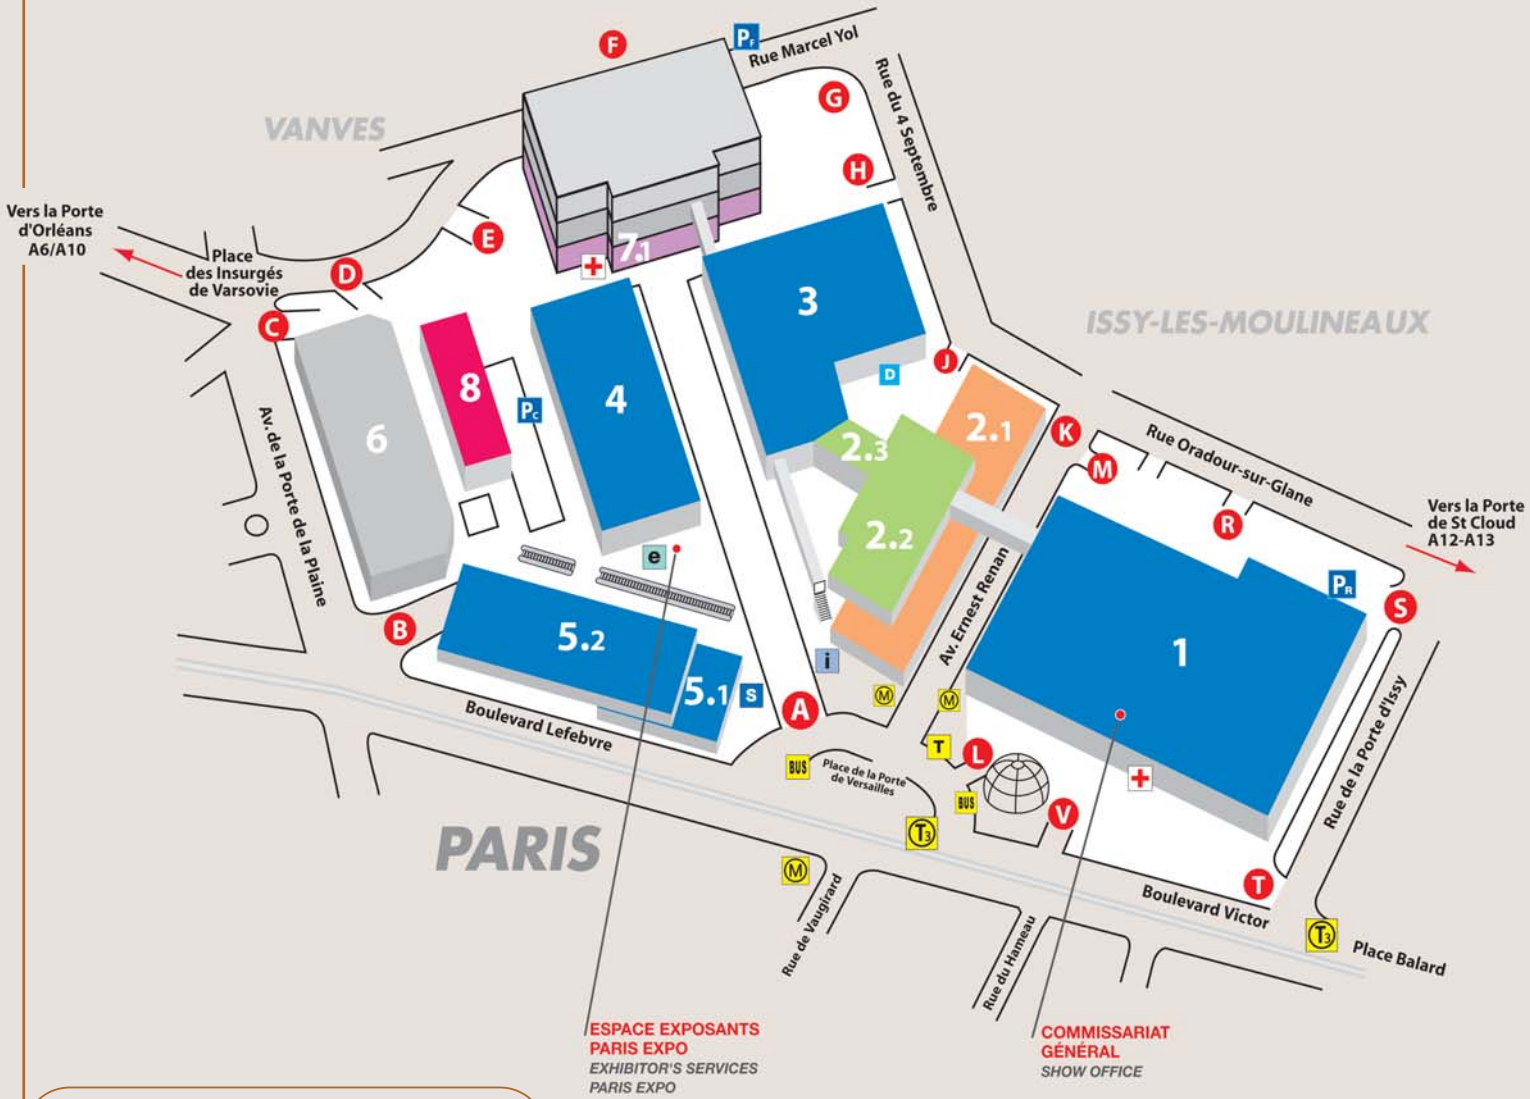 F
PF
Rue Marcel Yol
G
Rue du 4 Septembre
VANVES
H
Vers la Porte
d'Orléans
A6/A10
Place
des Insurgés
de Varsovie
E
D
C
7.1
3
ISSY-LES-MOULINEAUX
8
PC
4
D
J
6
2.3
2.1
K
M
Rue Oradour-sur-Glane
R
Vers la Porte
de St Cloud
A12-A13
Av. de la Porte de la Plaine
2.2
e
PR
S
B
5.2
5.1
S
i
Av. Ernest Renan
1
M
M
A
Boulevard Lefebvre
T
L
BUS
Place de la Porte
de Versailles
BUS
V
T3
Rue de la Porte d'Issy
PARIS
M
Rue de Vaugirard
T
Boulevard Victor
T3
Place Balard
Rue du Hameau
ESPACE EXPOSANTS
PARIS EXPO
EXHIBITOR'S SERVICES
PARIS EXPO
COMMISSARIAT
GÉNÉRAL
SHOW OFFICE